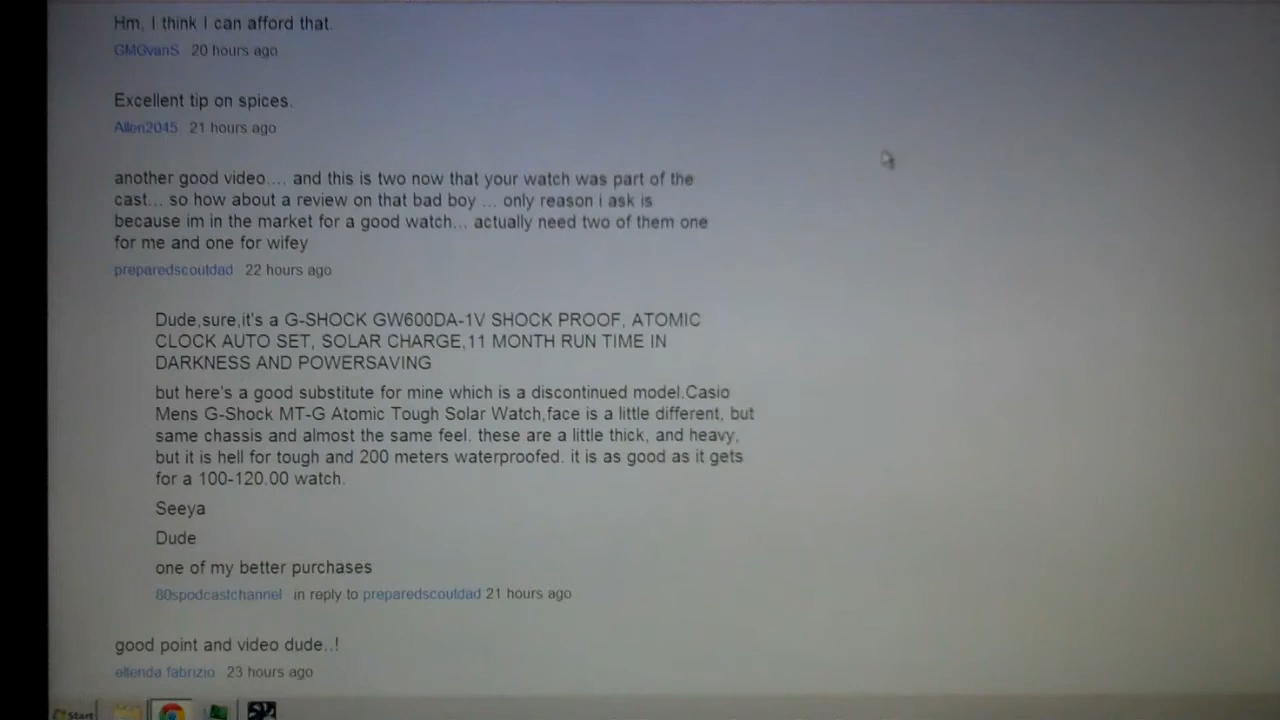 Hm, I think I can afford that.
GMGvanS 20 hours ago
Excellent tip on spices.
Allen2045 21 hours ago
another good video.... and this is two now that your watch was part of the
cast... so how about a review on that bad boy ... only reason i ask is
because im in the market for a good watch... actually need two of them one
for me and one for wifey
preparedscoutdad 22 hours ago
Dude,sure,it's a G-SHOCK GW600DA-1V SHOCK PROOF, ATOMIC
CLOCK AUTO SET, SOLAR CHARGE,11 MONTH RUN TIME IN
DARKNESS AND POWERSAVING
but here's a good substitute for mine which is a discontinued model.Casio
Mens G-Shock MT-G Atomic Tough Solar Watch,face is a little different, but
same chassis and almost the same feel. these are a little thick, and heavy,
but it is hell for tough and 200 meters waterproofed. it is as good as it gets
for a 100-120.00 watch.
Seeya
Dude
one of my better purchases
80spodcastchannel in reply to preparedscoutdad 21 hours ago
good point and video dude..!
ellenda fabrizio 23 hours ago
Start